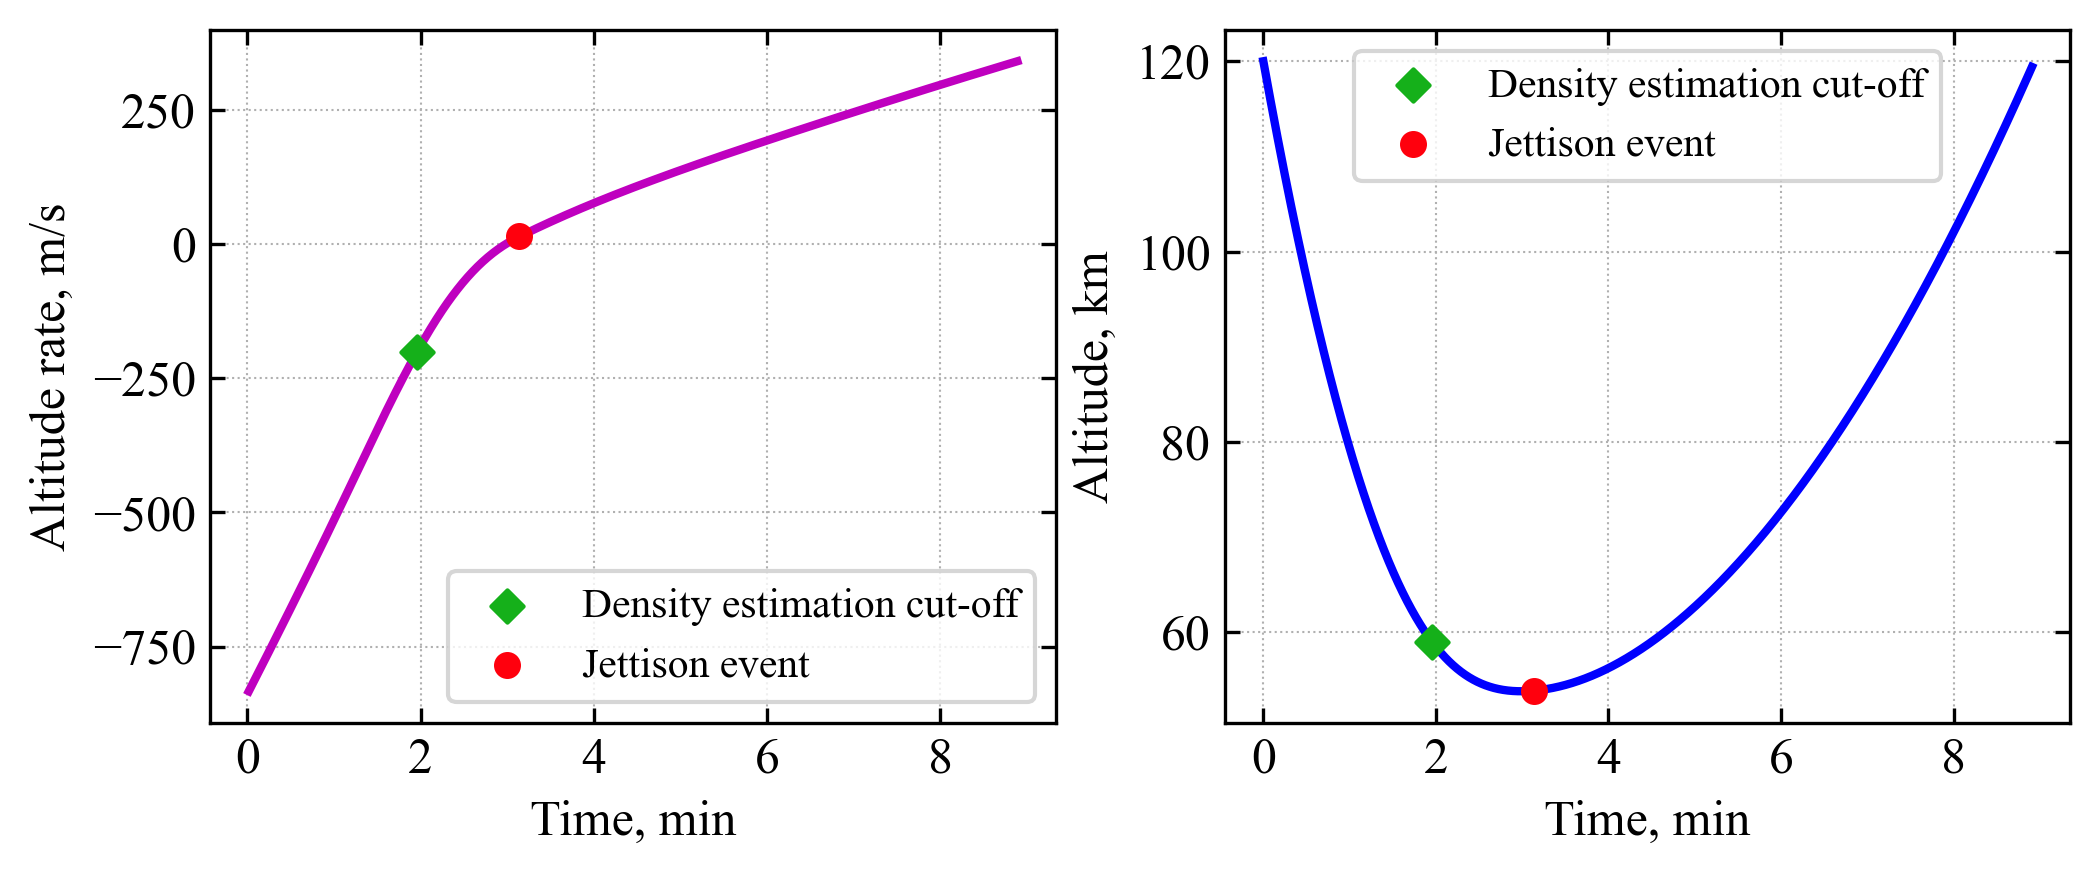 250
0
−250
−500
−750
Altitude rate, m/s
Density estimation cut-off
Jettison event
0 2 4 6 8
Time, min
120
100
80
60
Altitude, km
Density estimation cut-off
Jettison event
0 2 4 6 8
Time, min